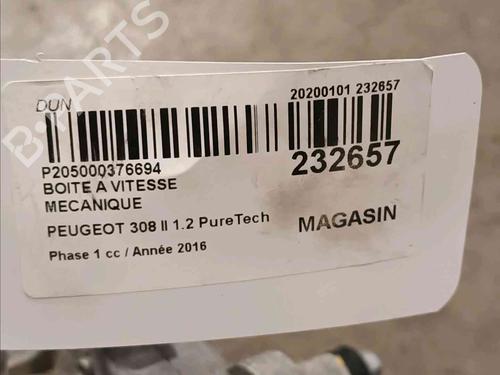 B-PARTS
DUN
20200101 232657
P205000376694
232657
BOITE A VITESSE
MECANIQUE
PEUGEOT 308 II 1.2 PureTech
MAGASIN
Phase 1 cc / Année 2016